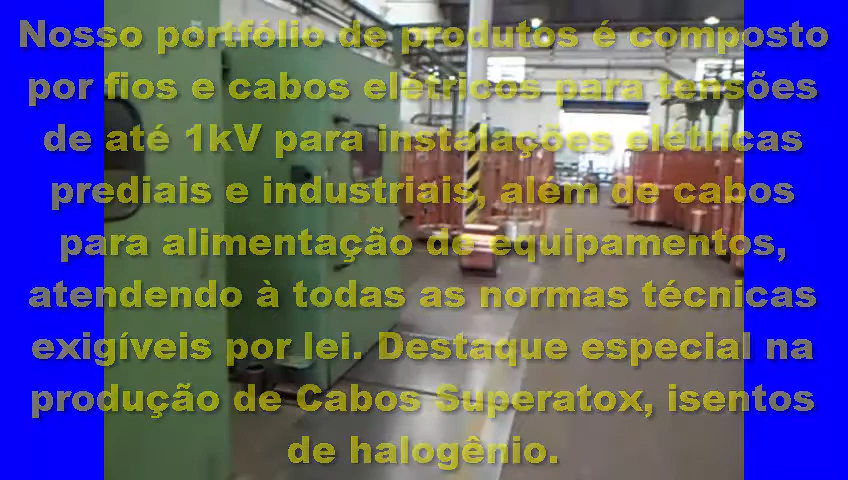 Nosso portfólio de produtos é composto
por fios e cabos elétricos para tensões
de até 1kV para instalações elétricas
prediais e industriais, além de cabos
para alimentação de equipamentos,
atendendo à todas as normas técnicas
exigíveis por lei. Destaque especial na
produção de Cabos Superatox, isentos
de halogênio.